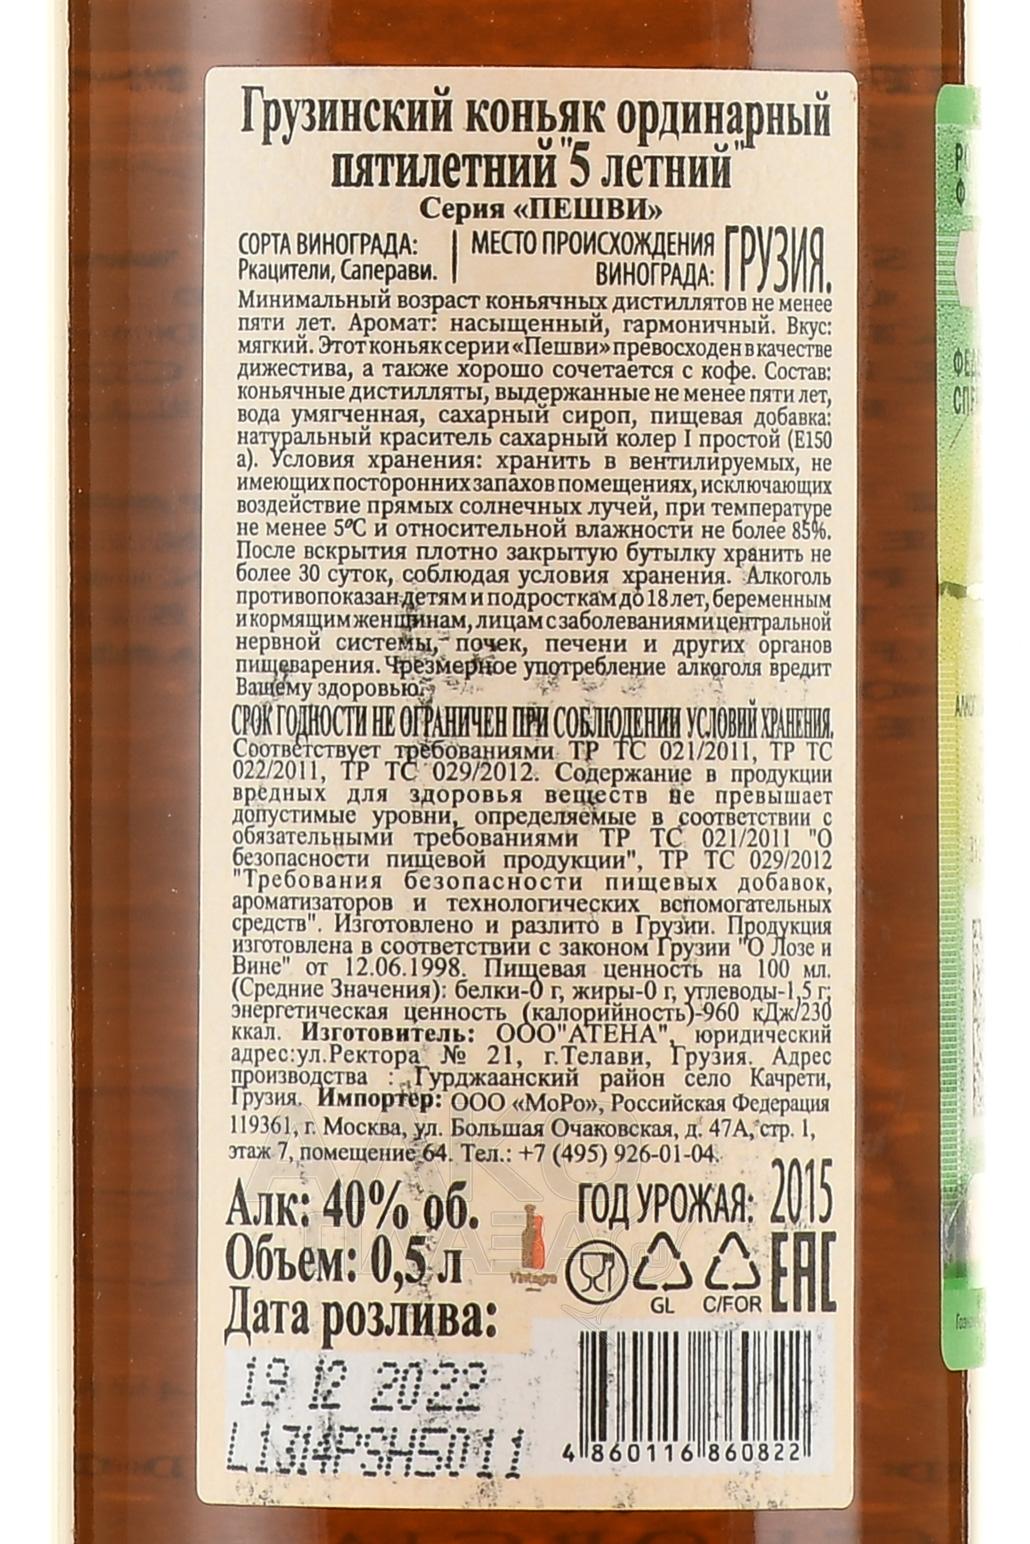 Грузинский коньяк ординарный
пятилетний "5 летний"
Серия «ПЕШВИ»
СОРТА ВИНОГРАДА:
Ркацители, Саперави.
МЕСТО ПРОИСХОЖДЕНИЯ
ВИНОГРАДА:
ГРУЗИЯ.
Минимальный возраст коньячных дистиллятов не менее
пяти лет. Аромат: насыщенный, гармоничный. Вкус:
мягкий. Этот коньяк серии «Пешви» превосходен в качестве
дижестива, а также хорошо сочетается с кофе. Состав:
коньячные дистилляты, выдержанные не менее пяти лет,
вода умягченная, сахарный сироп, пищевая добавка:
натуральный краситель сахарный колер I простой (Е150
а). Условия хранения: хранить в вентилируемых, не
имеющих посторонних запахов помещениях, исключающих
воздействие прямых солнечных лучей, при температуре
не менее 5°С и относительной влажности не более 85%.
После вскрытия плотно закрытую бутылку хранить не
более 30 суток, соблюдая условия хранения. Алкоголь
противопоказан детям и подросткам до 18 лет, беременным
и кормящим женщинам, лицам с заболеваниями центральной
нервной системы, почек, печени и других органов
пищеварения. Чрезмерное употребление алкоголя вредит
Вашему здоровью.
СРОК ГОДНОСТИ НЕ ОГРАНИЧЕН ПРИ СОБЛЮДЕНИИ УСЛОВИЙ ХРАНЕНИЯ.
Соответствует требованиями ТР ТС 021/2011, ТР ТС
022/2011, ТР ТС 029/2012. Содержание в продукции
вредных для здоровья веществ не превышает
допустимые уровни, определяемые в соответствии с
обязательными требованиями ТР ТС 021/2011 "О
безопасности пищевой продукции", ТР ТС 029/2012
"Требования безопасности пищевых добавок,
ароматизаторов и технологических вспомогательных
средств". Изготовлено и разлито в Грузии. Продукция
изготовлена в соответствии с законом Грузии "О Лозе и
Вине" от 12.06.1998. Пищевая ценность на 100 мл.
(Средние Значения): белки-0 г, жиры-0 г, углеводы-1,5 г;
энергетическая ценность (калорийность)-960 кДж/230
ккал. Изготовитель: ООО"АТЕНА", юридический
адрес:ул.Ректора № 21, г.Телави, Грузия. Адрес
производства : Гурджаанский район село Качрети,
Грузия. Импортер: ООО «МоРо», Российская Федерация
119361, г. Москва, ул. Большая Очаковская, д. 47А, стр. 1,
этаж 7, помещение 64. Тел.: +7 (495) 926-01-04.
Алк: 40% об.
Объем: 0,5 л
Дата розлива:
19 12 2022
L1314PSH5011
Vintagro
ГОД УРОЖАЯ: 2015
GL
C/FOR
EAC
4 860116 860822